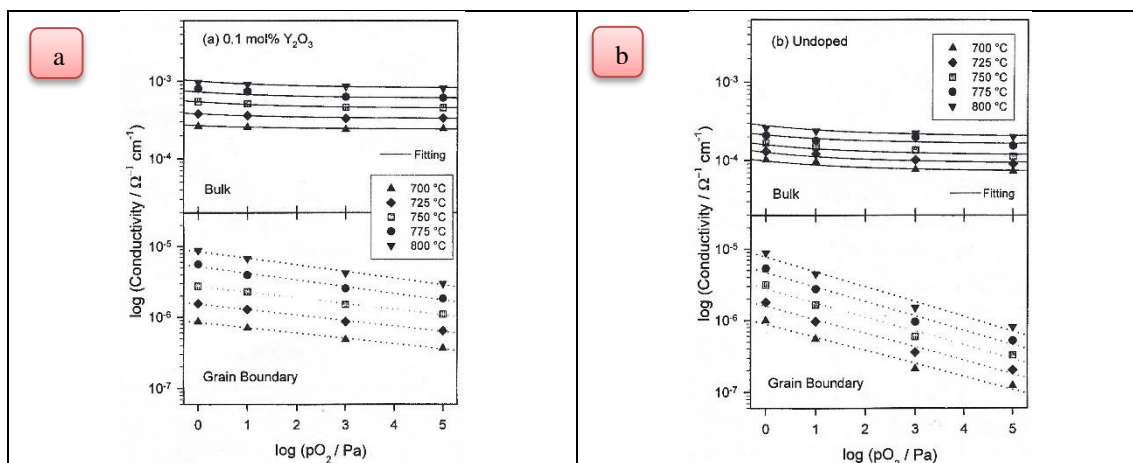 a
(a) 0.1 mol% Y₂O₃
10⁻³
10⁻⁴
Fitting
Bulk
700 °C
725 °C
750 °C
775 °C
800 °C
10⁻⁵
10⁻⁶
10⁻⁷
Grain Boundary
log (Conductivity / Ω⁻¹ cm⁻¹)
0 1 2 3 4 5
log (pO₂ / Pa)
b
(b) Undoped
700 °C
725 °C
750 °C
775 °C
800 °C
10⁻³
10⁻⁴
Bulk
Fitting
10⁻⁵
10⁻⁶
10⁻⁷
Grain Boundary
log (Conductivity / Ω⁻¹ cm⁻¹)
0 1 2 3 4 5
log (pO₂ / Pa)